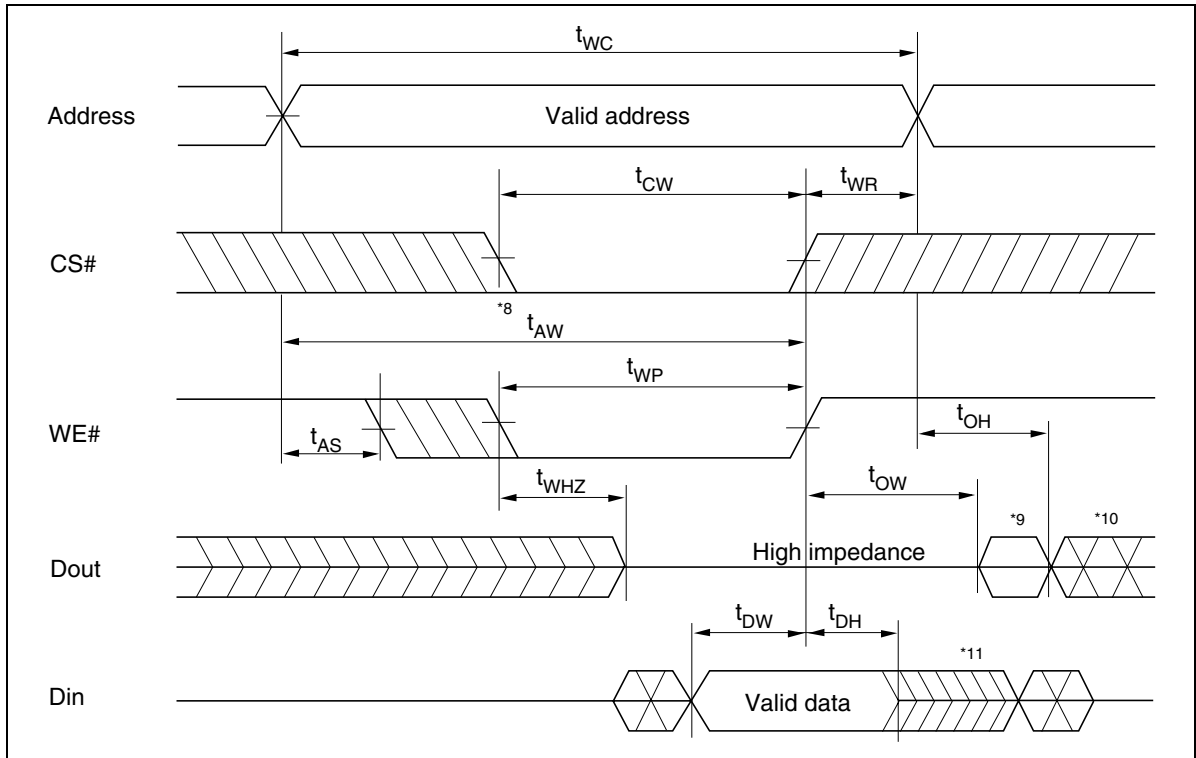 tWC
Address
Valid address
tCW
tWR
CS#
*8
tAW
tWP
WE#
tAS
tOH
tWHZ
tOW
*9
*10
Dout
High impedance
tDW
tDH
*11
Din
Valid data